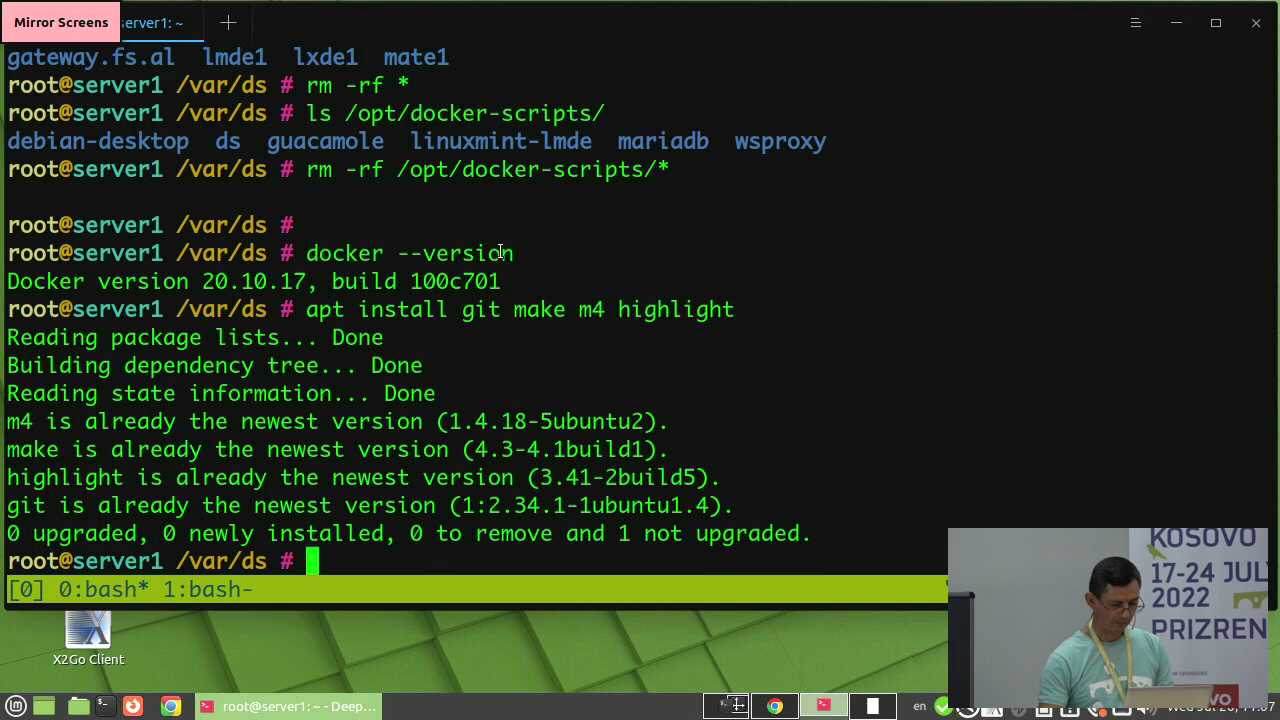 Mirror Screens
server1: ~
gateway.fs.al lmde1 lxde1 mate1
root@server1 /var/ds # rm -rf *
root@server1 /var/ds # ls /opt/docker-scripts/
debian-desktop ds guacamole linuxmint-lmde mariadb wsproxy
root@server1 /var/ds # rm -rf /opt/docker-scripts/*
root@server1 /var/ds #
root@server1 /var/ds # docker --version
Docker version 20.10.17, build 100c701
root@server1 /var/ds # apt install git make m4 highlight
Reading package lists... Done
Building dependency tree... Done
Reading state information... Done
m4 is already the newest version (1.4.18-5ubuntu2).
make is already the newest version (4.3-4.1build1).
highlight is already the newest version (3.41-2build5).
git is already the newest version (1:2.34.1-1ubuntu1.4).
0 upgraded, 0 newly installed, 0 to remove and 1 not upgraded.
root@server1 /var/ds #
[0] 0:bash* 1:bash-
KOSOVO
17-24 JUL
2022
PRIZREN
X2Go Client
root@server1: ~ - Deep...
en